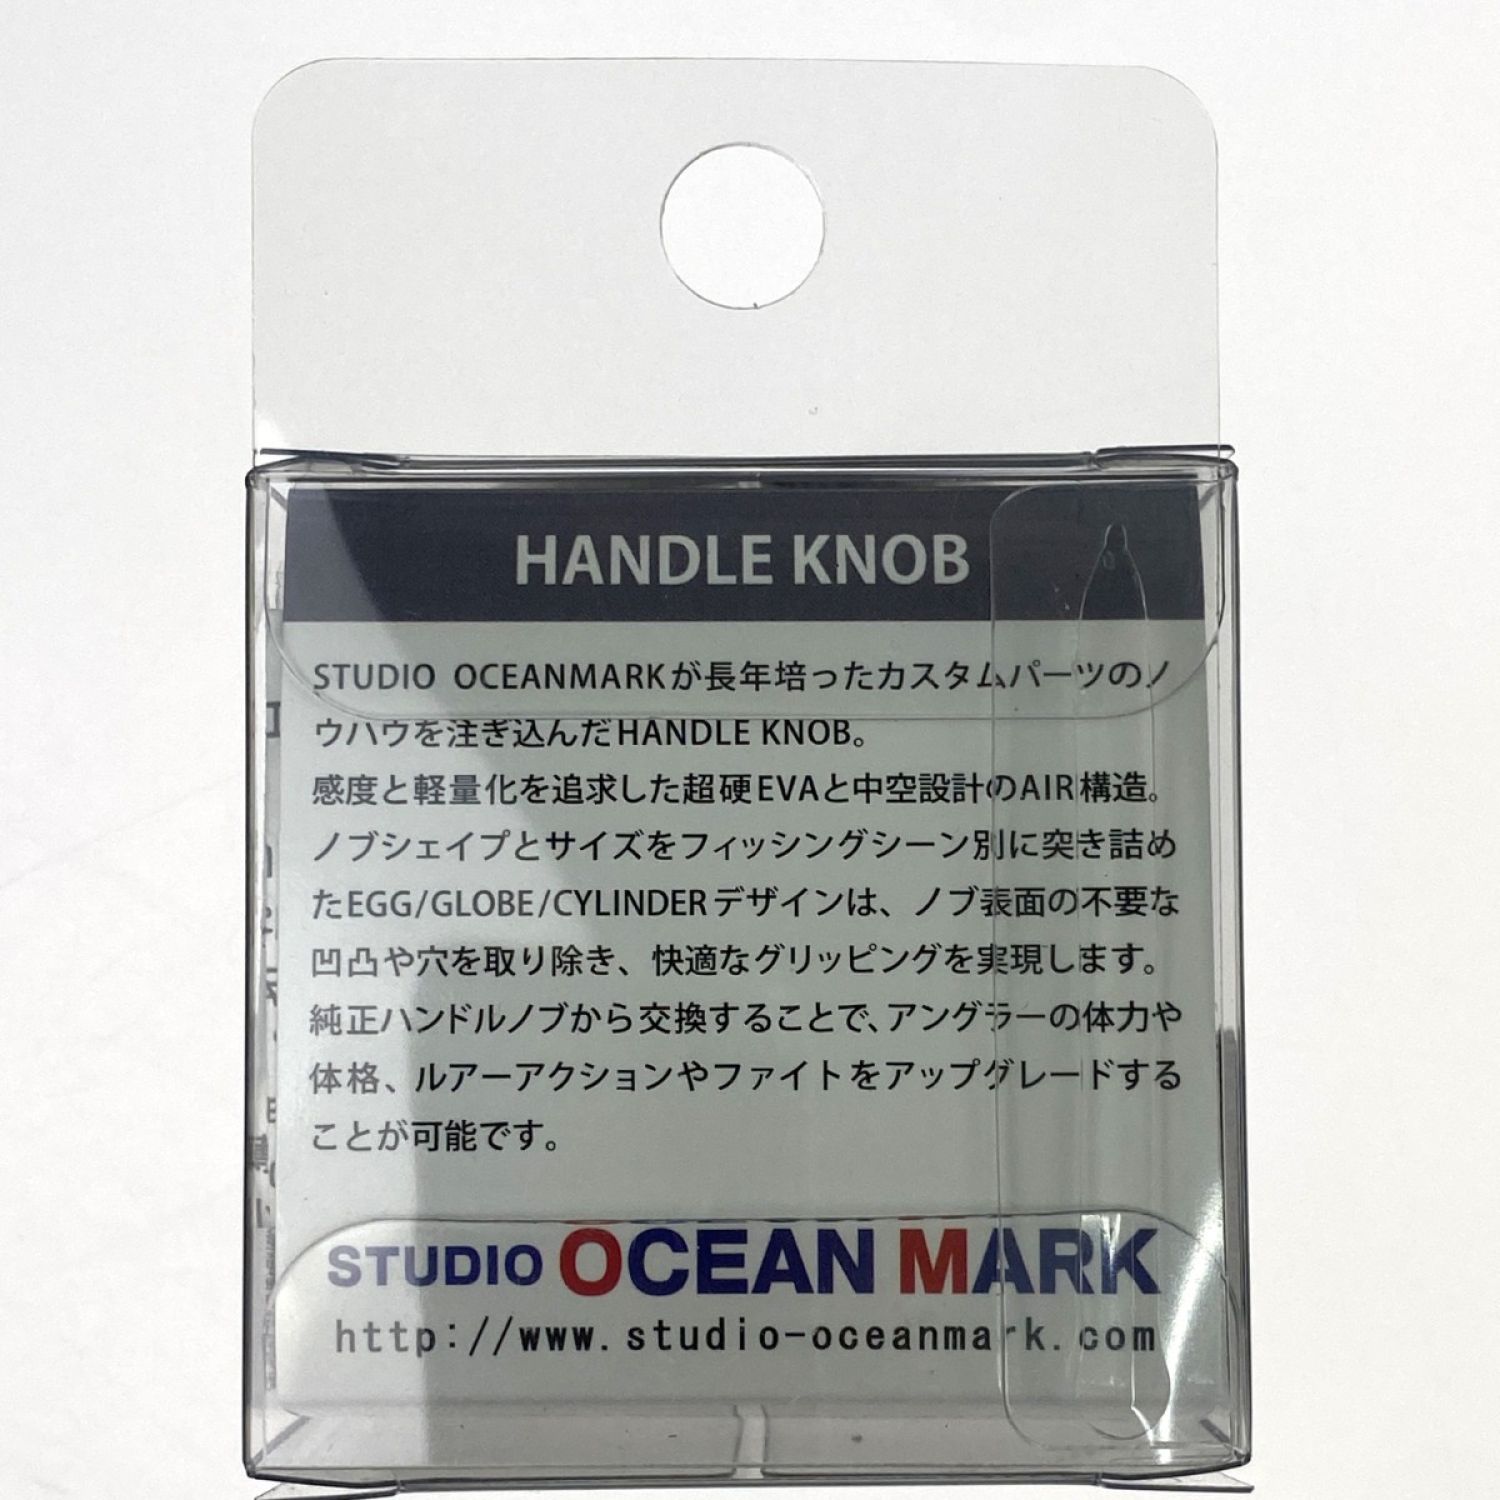 HANDLE KNOB
STUDIO OCEANMARKが長年培ったカスタムパーツのノ
ウハウを注ぎ込んだHANDLE KNOB。
感度と軽量化を追求した超硬EVAと中空設計のAIR構造。
ノブシェイプとサイズをフィッシングシーン別に突き詰め
たEGG/GLOBE/CYLINDERデザインは、ノブ表面の不要な
凹凸や穴を取り除き、快適なグリッピングを実現します。
純正ハンドルノブから交換することで、アングラーの体力や
体格、ルアーアクションやファイトをアップグレードする
ことが可能です。
STUDIO OCEAN MARK
http://www.studio-oceanmark.com